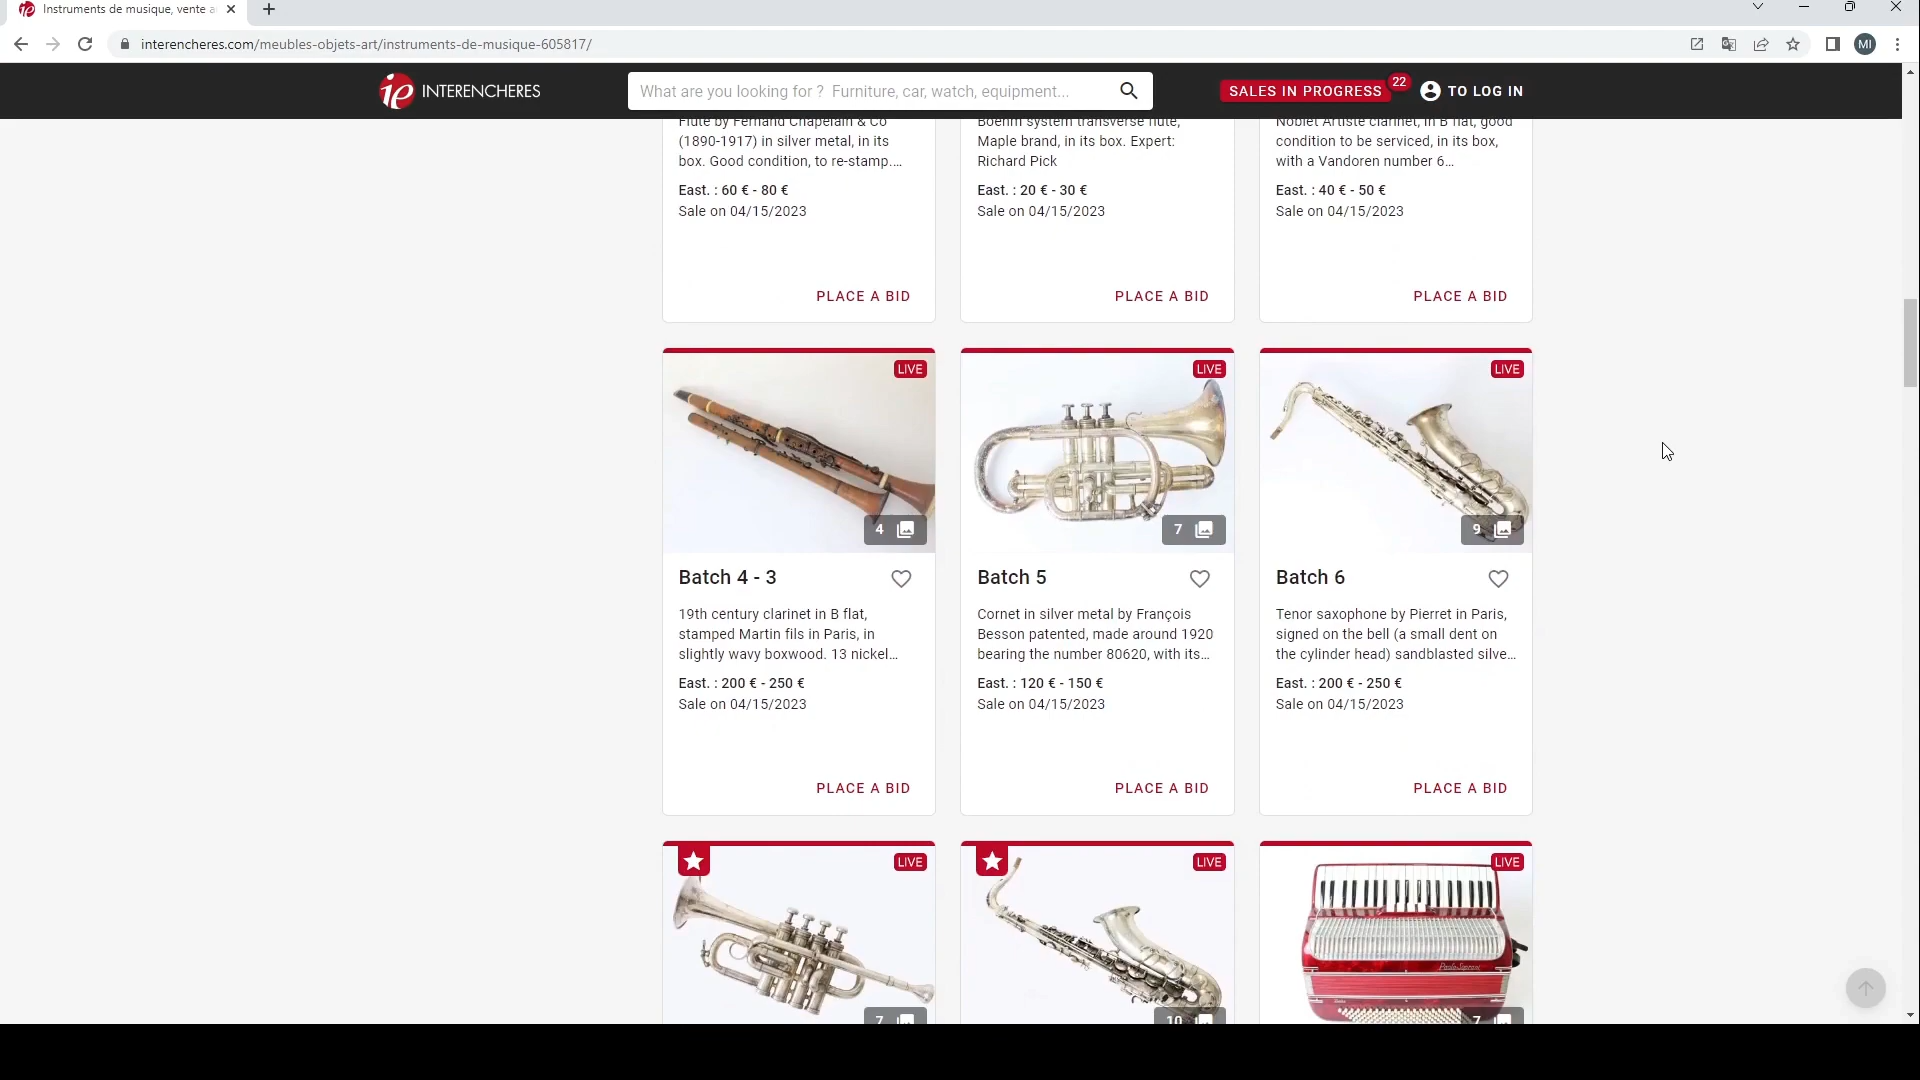 Instruments de musique, vente a
interencheres.com/meubles-objets-art/instruments-de-musique-605817/
MI
ie INTERENCHERES
What are you looking for ? Furniture, car, watch, equipment...
SALES IN PROGRESS 22
TO LOG IN
Flute by Fernand Chapelain & Co
(1890-1917) in silver metal, in its
box. Good condition, to re-stamp....
East. : 60 € - 80 €
Sale on 04/15/2023
PLACE A BID
Boehm system transverse flute,
Maple brand, in its box. Expert:
Richard Pick
East. : 20 € - 30 €
Sale on 04/15/2023
PLACE A BID
Noblet Artiste clarinet, in B flat, good
condition to be serviced, in its box,
with a Vandoren number 6...
East. : 40 € - 50 €
Sale on 04/15/2023
PLACE A BID
LIVE
4
Batch 4 - 3
19th century clarinet in B flat,
stamped Martin fils in Paris, in
slightly wavy boxwood. 13 nickel...
East. : 200 € - 250 €
Sale on 04/15/2023
PLACE A BID
LIVE
7
Batch 5
Cornet in silver metal by François
Besson patented, made around 1920
bearing the number 80620, with its...
East. : 120 € - 150 €
Sale on 04/15/2023
PLACE A BID
LIVE
9
Batch 6
Tenor saxophone by Pierret in Paris,
signed on the bell (a small dent on
the cylinder head) sandblasted silve...
East. : 200 € - 250 €
Sale on 04/15/2023
PLACE A BID
LIVE
7
LIVE
10
LIVE
Paolo Soprani
7